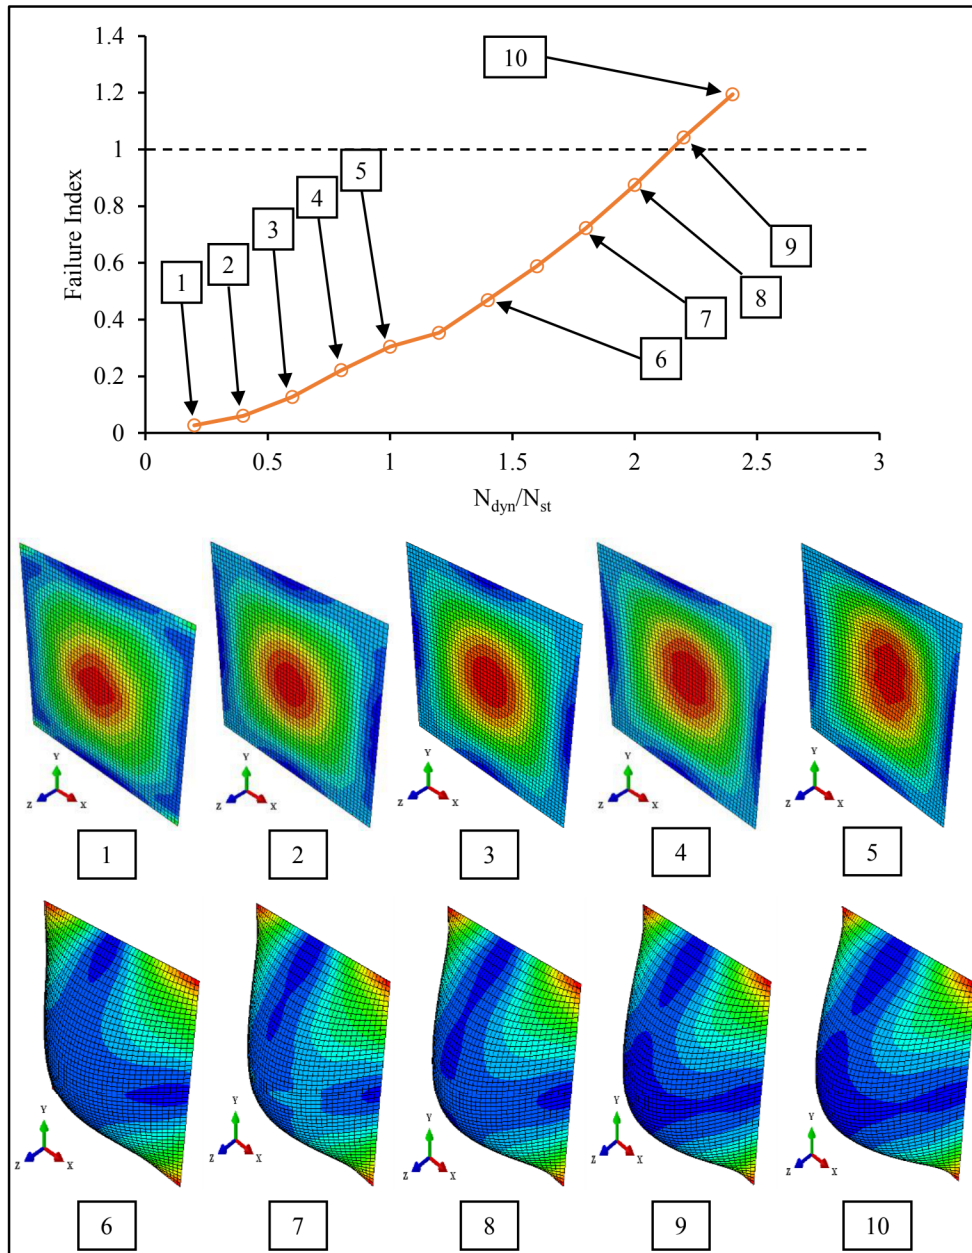 1.4
1.2
1
0.8
0.6
0.4
0.2
0
Failure Index
0 0.5 1 1.5 2 2.5 3
N_dyn/N_st
1
2
3
4
5
6
7
8
9
10
Y
Z X
Y
Z X
Y
Z X
Y
Z X
Y
Z X
1 2 3 4 5
Y
Z X
Y
Z X
Y
Z X
Y
Z X
Y
Z X
6 7 8 9 10